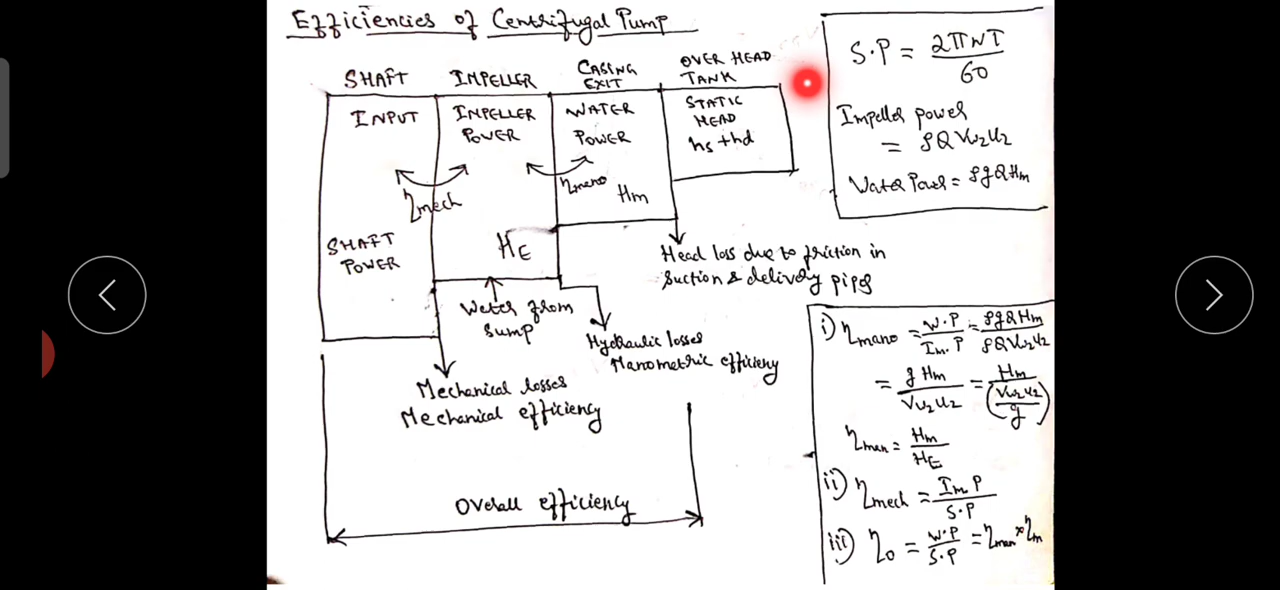 Efficiencies of Centrifugal Pump
SHAFT IMPELLER CASING EXIT OVER HEAD TANK
INPUT
SHAFT POWER
IMPELLER POWER
WATER POWER
STATIC HEAD
hs + hd
ηmech
ηmano
Hm
HE
Water from sump
Head loss due to friction in
suction & delivery pipes
Hydraulic losses
Manometric efficieny
Mechanical losses
Mechanical efficiency
Overall efficiency
S.P = 2πNT / 60
Impeller power
= ρQVw₂u₂
Water Power = ρgQHm
i) ηmano = W.P / Im.P = ρgQHm / ρQVw₂u₂
= gHm / Vw₂u₂ = Hm / (Vw₂u₂ / g)
ηman = Hm / HE
ii) ηmech = Im P / S.P
iii) ηo = W.P / S.P = ηman × ηm